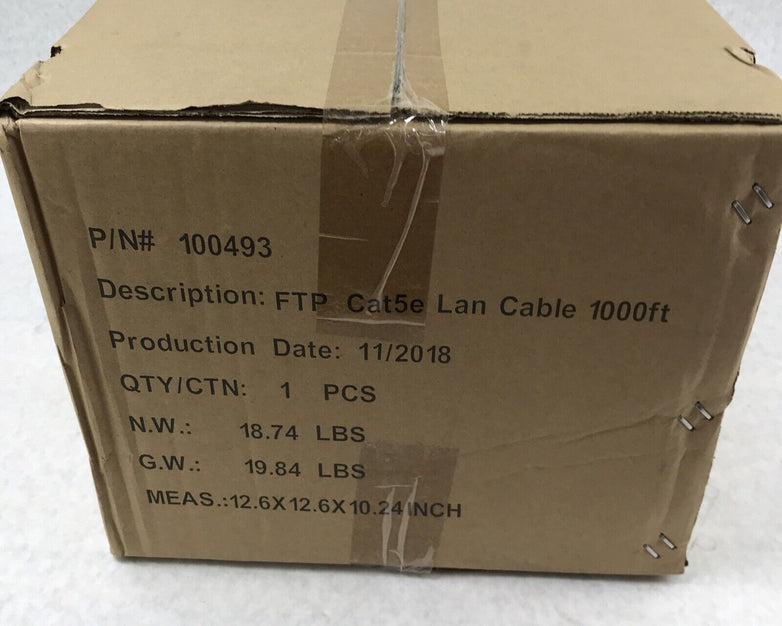 P/N# 100493
Description: FTP Cat5e Lan Cable 1000ft
Production Date: 11/2018
QTY/CTN: 1 PCS
N.W.: 18.74 LBS
G.W.: 19.84 LBS
MEAS.:12.6X12.6X10.24INCH